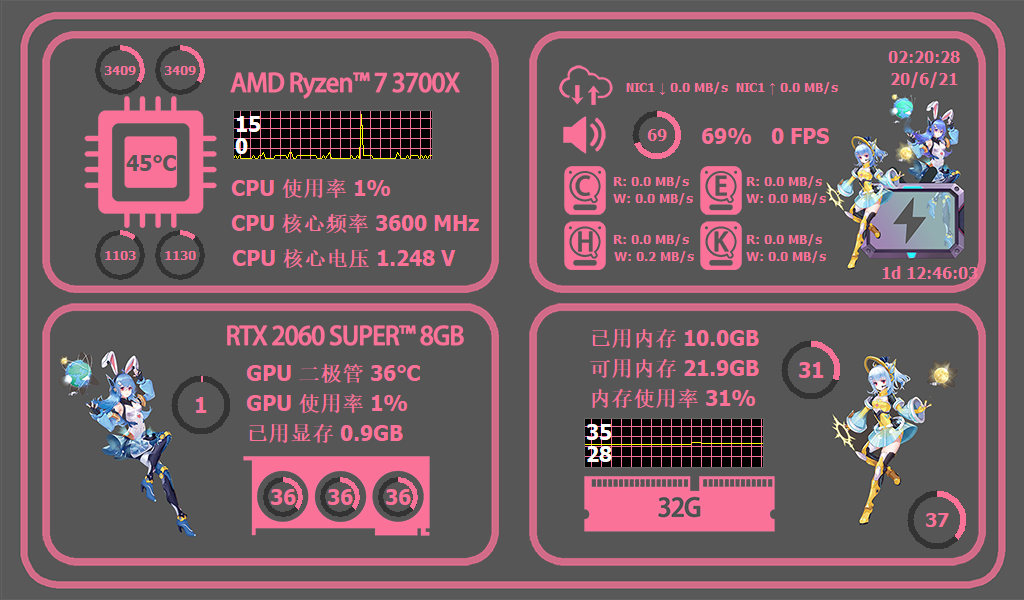 3409 3409
AMD Ryzen™ 7 3700X
15
0
45°C
CPU 使用率 1%
CPU 核心频率 3600 MHz
CPU 核心电压 1.248 V
1103 1130
02:20:28
20/6/21
NIC1 ↓ 0.0 MB/s NIC1 ↑ 0.0 MB/s
69 69% 0 FPS
C R: 0.0 MB/s
W: 0.0 MB/s
E R: 0.0 MB/s
W: 0.0 MB/s
H R: 0.0 MB/s
W: 0.2 MB/s
K R: 0.0 MB/s
W: 0.0 MB/s
1d 12:46:03
RTX 2060 SUPER™ 8GB
GPU 二极管 36°C
GPU 使用率 1%
已用显存 0.9GB
1
36 36 36
已用内存 10.0GB
可用内存 21.9GB
内存使用率 31%
31
35
28
32G
37